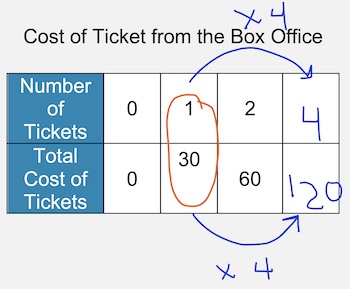 x 4
Cost of Ticket from the Box Office
Number of Tickets 0 1 2 4
Total Cost of Tickets 0 30 60 120
x 4